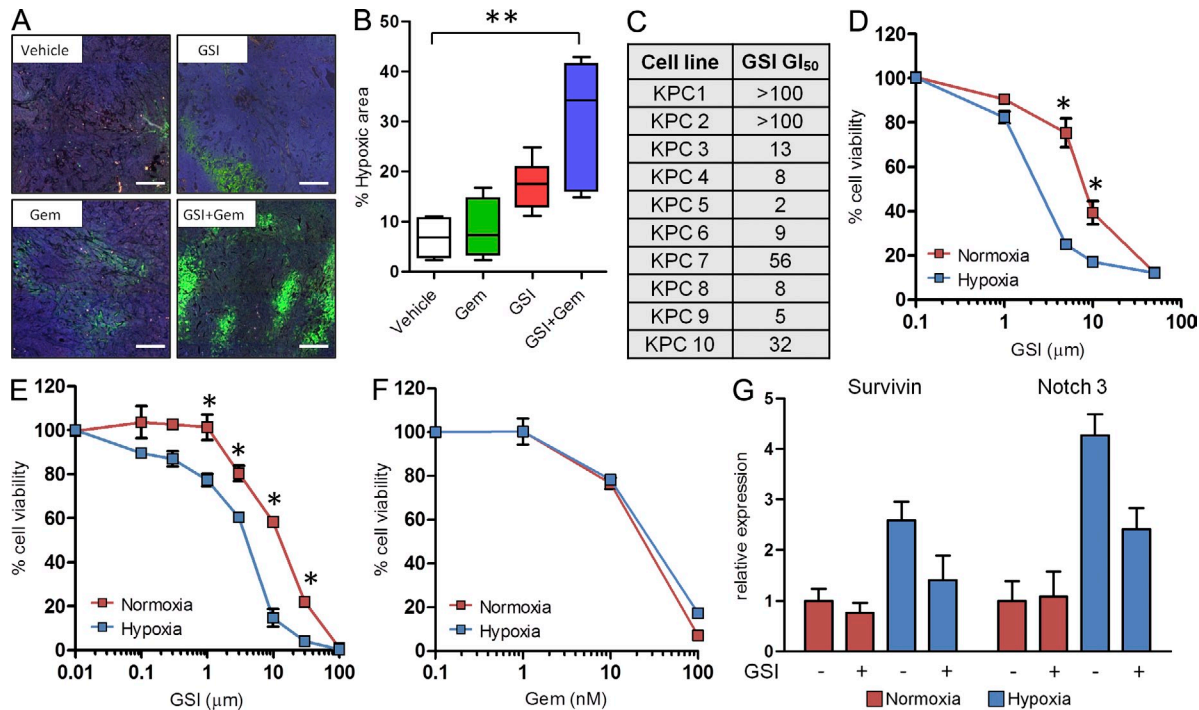 A
Vehicle
GSI
Gem
GSI+Gem
B
**
50
40
30
20
10
0
% Hypoxic area
Vehicle
Gem
GSI
GSI+Gem
C
Cell line GSI GI₅₀
KPC1 >100
KPC 2 >100
KPC 3 13
KPC 4 8
KPC 5 2
KPC 6 9
KPC 7 56
KPC 8 8
KPC 9 5
KPC 10 32
D
120
100
80
60
40
20
0
% cell viability
*
*
Normoxia
Hypoxia
0.1 1 10 100
GSI (μm)
E
120
100
80
60
40
20
0
% cell viability
*
*
*
*
Normoxia
Hypoxia
0.01 0.1 1 10 100
GSI (μm)
F
120
100
80
60
40
20
0
% cell viability
Normoxia
Hypoxia
0.1 1 10 100
Gem (nM)
G
Survivin Notch 3
5
4
3
2
1
0
relative expression
GSI - + - + - + - +
Normoxia Hypoxia